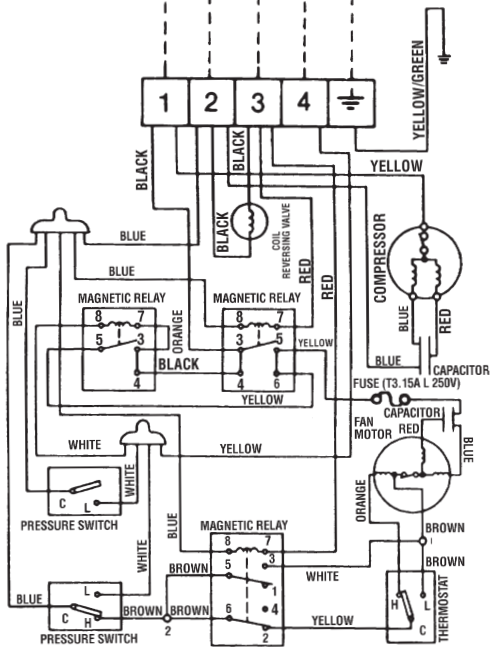 1 2 3 4
YELLOW/GREEN
BLACK
BLACK
BLACK
YELLOW
COIL
REVERSING VALVE
RED
RED
COMPRESSOR
BLUE
BLUE
BLUE
BLUE
RED
BLUE
CAPACITOR
MAGNETIC RELAY
8 7
5 3
4
ORANGE
MAGNETIC RELAY
8 7
3 5
4 6
YELLOW
BLACK
YELLOW
FUSE (T3.15A L 250V)
CAPACITOR
FAN
MOTOR
RED
BLUE
WHITE
YELLOW
C L
WHITE
PRESSURE SWITCH
BLUE
WHITE
ORANGE
MAGNETIC RELAY
8 7
3
5
1
6 4
2
BROWN
WHITE
BROWN
1
BROWN
BLUE
L
C H
BROWN
BROWN
2
PRESSURE SWITCH
YELLOW
H L
C
THERMOSTAT